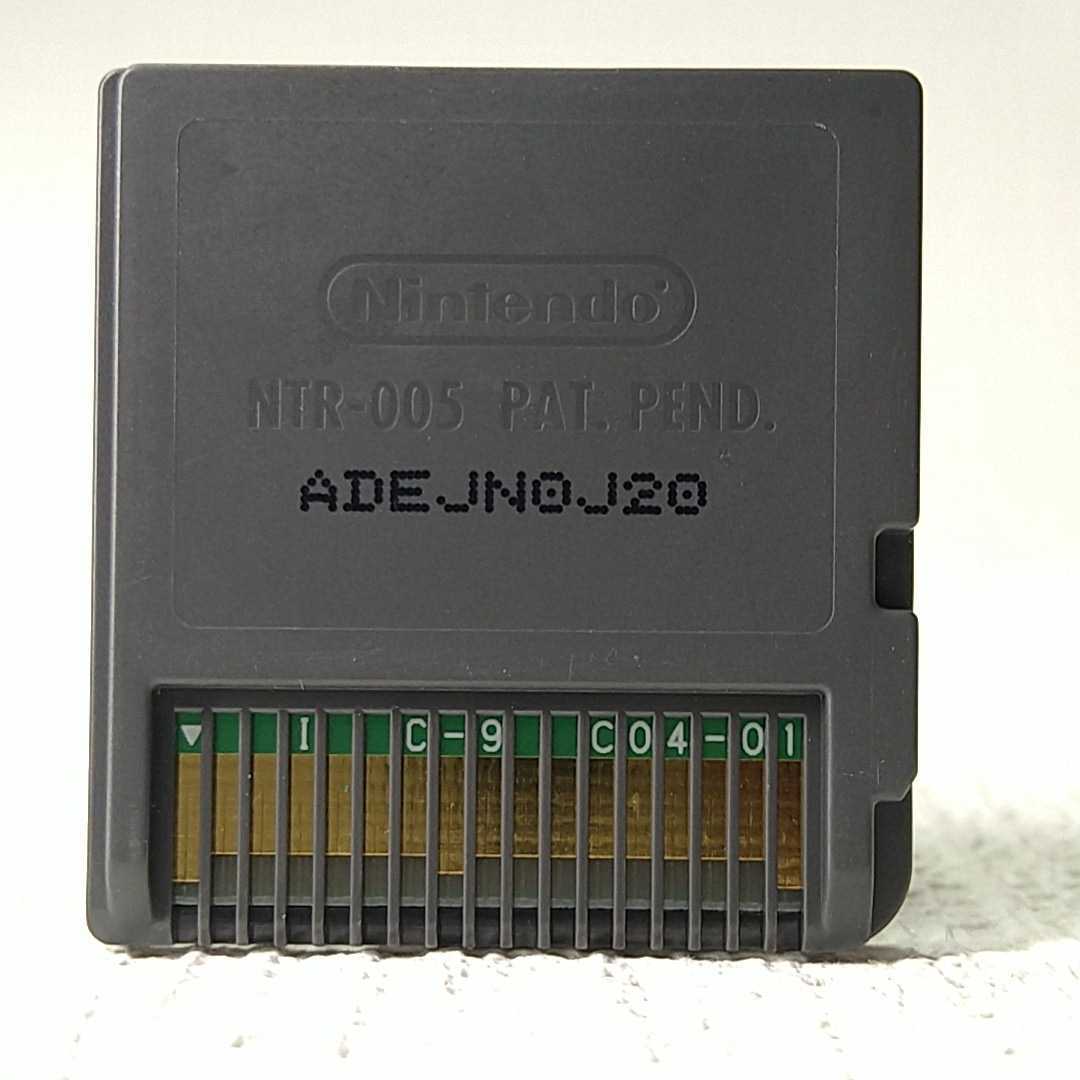 Nintendo
NTR-005 PAT. PEND.
ADEJN0J20
I C-9 C04-01